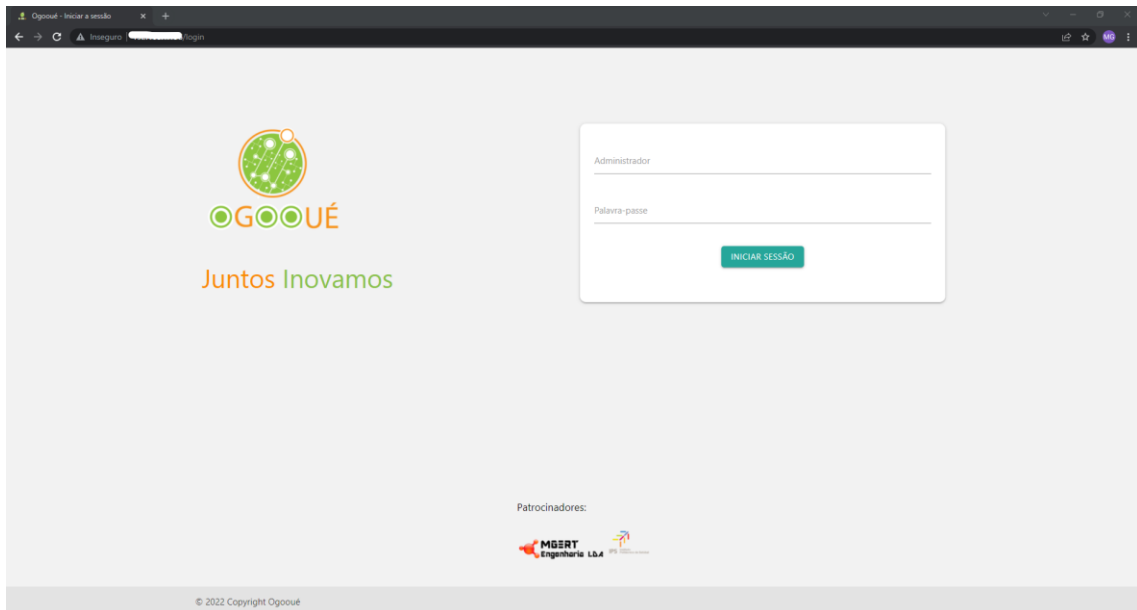 Ogooué - Iniciar a sessão
Inseguro
/login
MG
OGOOUÉ
Juntos Inovamos
Administrador
Palavra-passe
INICIAR SESSÃO
Patrocinadores:
MGERT
Engenharia LDA
IPS
© 2022 Copyright Ogooué